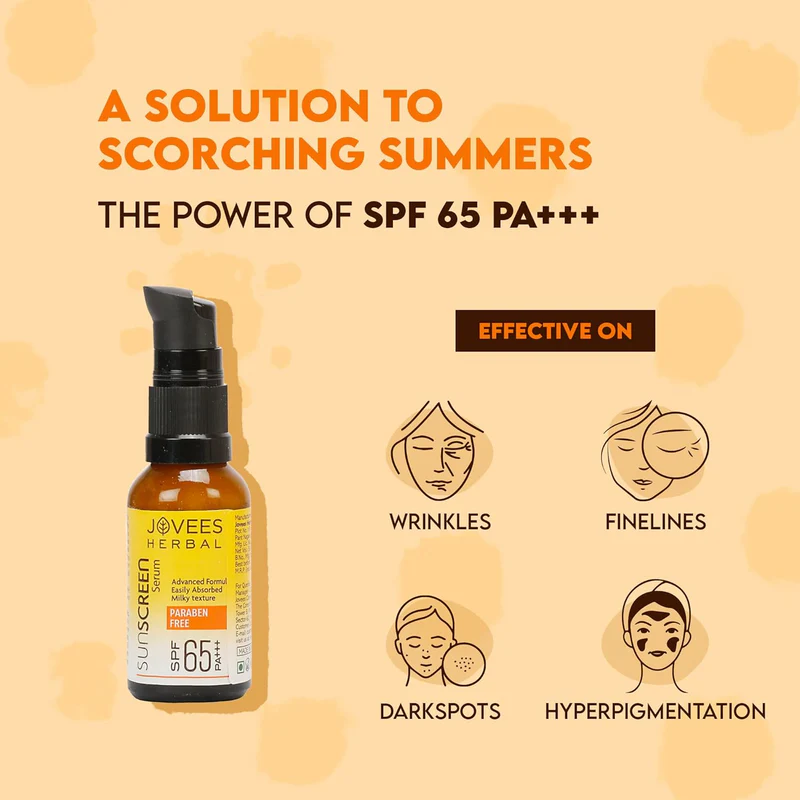 A SOLUTION TO
SCORCHING SUMMERS
THE POWER OF SPF 65 PA+++
EFFECTIVE ON
WRINKLES
FINELINES
DARKSPOTS
HYPERPIGMENTATION
JOVEES
HERBAL
SUNSCREEN
Serum
Advanced Formul
Easily Absorbed
Milky texture
PARABEN
FREE
SPF
65
PA+++